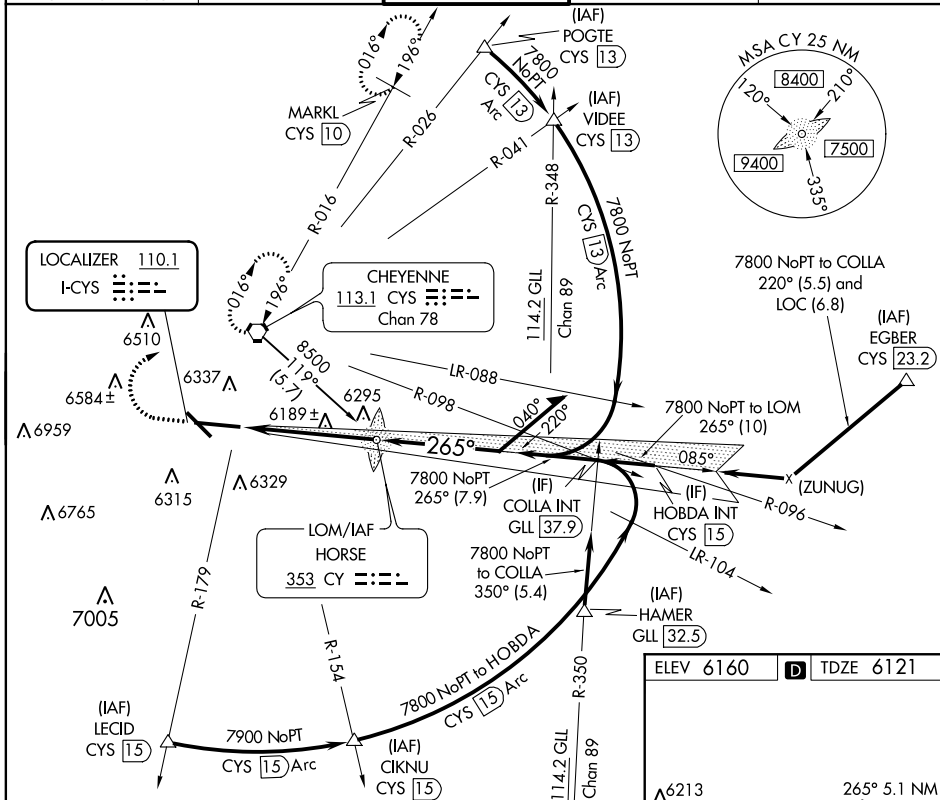 (IAF)
POGTE
CYS 13
7800
NoPT
CYS 13
Arc
016°
196°
MARKL
CYS 10
R-026
(IAF)
VIDEE
CYS 13
R-041
R-348
R-016
MSA CY 25 NM
8400
120°
210°
9400
7500
335°
7800 NoPT
CYS 13 Arc
LOCALIZER 110.1
I-CYS
016°
196°
CHEYENNE
113.1 CYS
Chan 78
114.2 GLL
Chan 89
7800 NoPT to COLLA
220° (5.5) and
LOC (6.8)
(IAF)
EGBER
CYS 23.2
6510
8500
119°
(5.7)
LR-088
R-098
6584±
6337
6295
6189±
040°
220°
7800 NoPT to LOM
265° (10)
6959
265°
085°
7800 NoPT
265° (7.9)
(IF)
COLLA INT
GLL 37.9
(IF)
HOBDA INT
CYS 15
(ZUNUG)
R-096
6315
6329
6765
LOM/IAF
HORSE
353 CY
7800 NoPT
to COLLA
350° (5.4)
LR-104
R-179
7005
R-154
(IAF)
HAMER
GLL 32.5
7800 NoPT to HOBDA
CYS 15 Arc
R-350
114.2 GLL
Chan 89
(IAF)
LECID
CYS 15
7900 NoPT
CYS 15 Arc
(IAF)
CIKNU
CYS 15
ELEV 6160 D TDZE 6121
6213
265° 5.1 NM